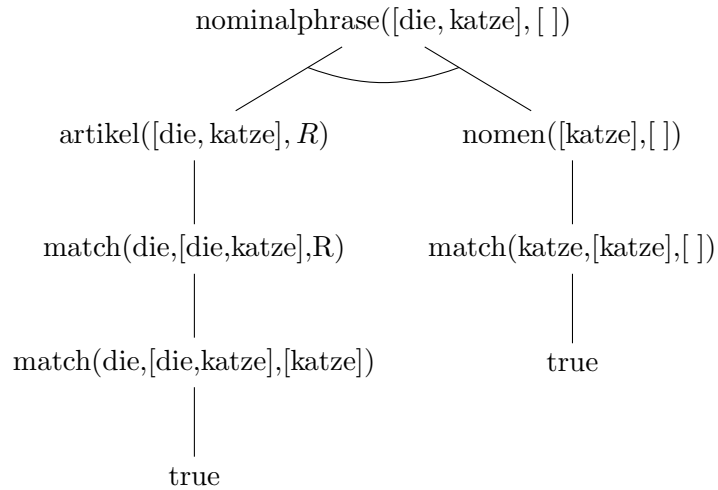 nominalphrase([die, katze], [ ])
artikel([die, katze], R)
nomen([katze],[ ])
match(die,[die,katze],R)
match(katze,[katze],[ ])
match(die,[die,katze],[katze])
true
true